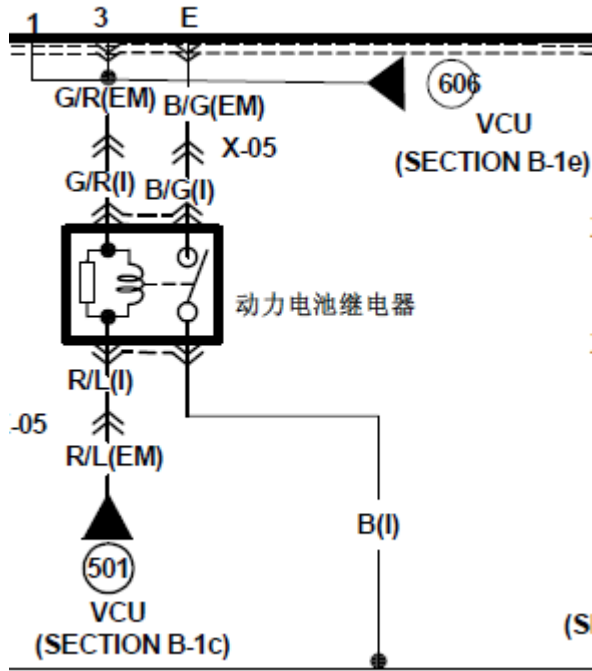 1
3
E
606
G/R(EM)
B/G(EM)
VCU
X-05
(SECTION B-1e)
G/R(I)
B/G(I)
动力电池继电器
R/L(I)
-05
R/L(EM)
B(I)
501
VCU
(SECTION B-1c)